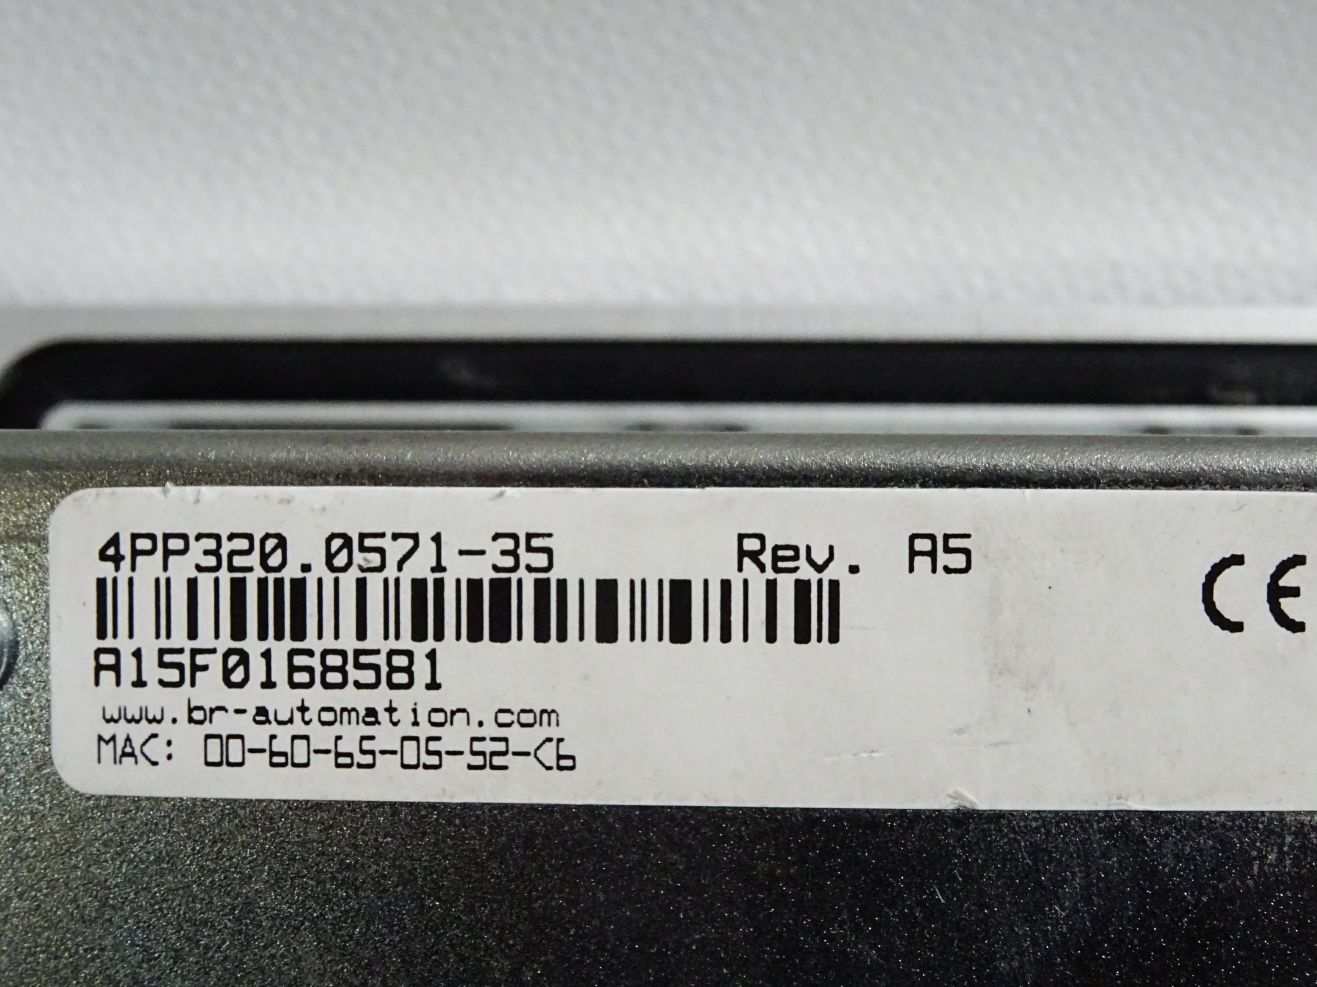 4PP320.0571-35 Rev. A5 CE
A15F0168581
www.br-automation.com
MAC: 00-60-65-05-52-C6